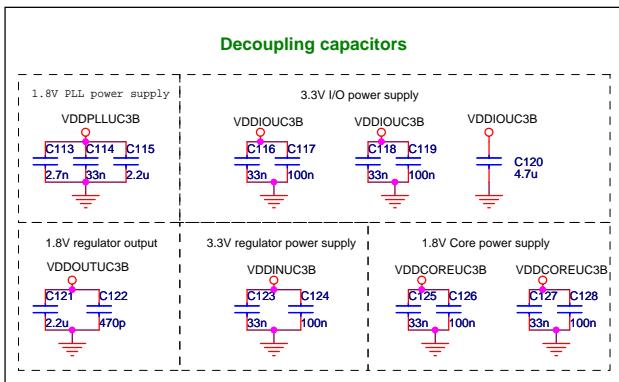 Decoupling capacitors
1.8V PLL power supply
3.3V I/O power supply
VDDPLLUC3B
VDDIOUC3B
VDDIOUC3B
VDDIOUC3B
C113 C114 C115
C116 C117
C118 C119
C120
2.7n 33n 2.2u
33n 100n
33n 100n
4.7u
1.8V regulator output
3.3V regulator power supply
1.8V Core power supply
VDDOUTUC3B
VDDINUC3B
VDDCOREUC3B
VDDCOREUC3B
C121 C122
C123 C124
C125 C126
C127 C128
2.2u 470p
33n 100n
33n 100n
33n 100n